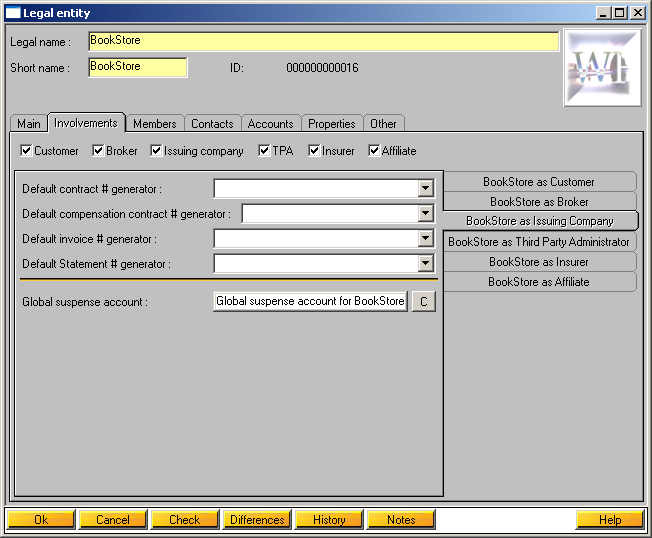 Legal entity
Legal name :
BookStore
Short name :
BookStore
ID:
000000000016
Main
Involvements
Members
Contacts
Accounts
Properties
Other
Customer
Broker
Issuing company
TPA
Insurer
Affiliate
Default contract # generator :
Default compensation contract # generator :
Default invoice # generator :
Default Statement # generator :
Global suspense account :
Global suspense account for BookStore
C
BookStore as Customer
BookStore as Broker
BookStore as Issuing Company
BookStore as Third Party Administrator
BookStore as Insurer
BookStore as Affiliate
Ok
Cancel
Check
Differences
History
Notes
Help